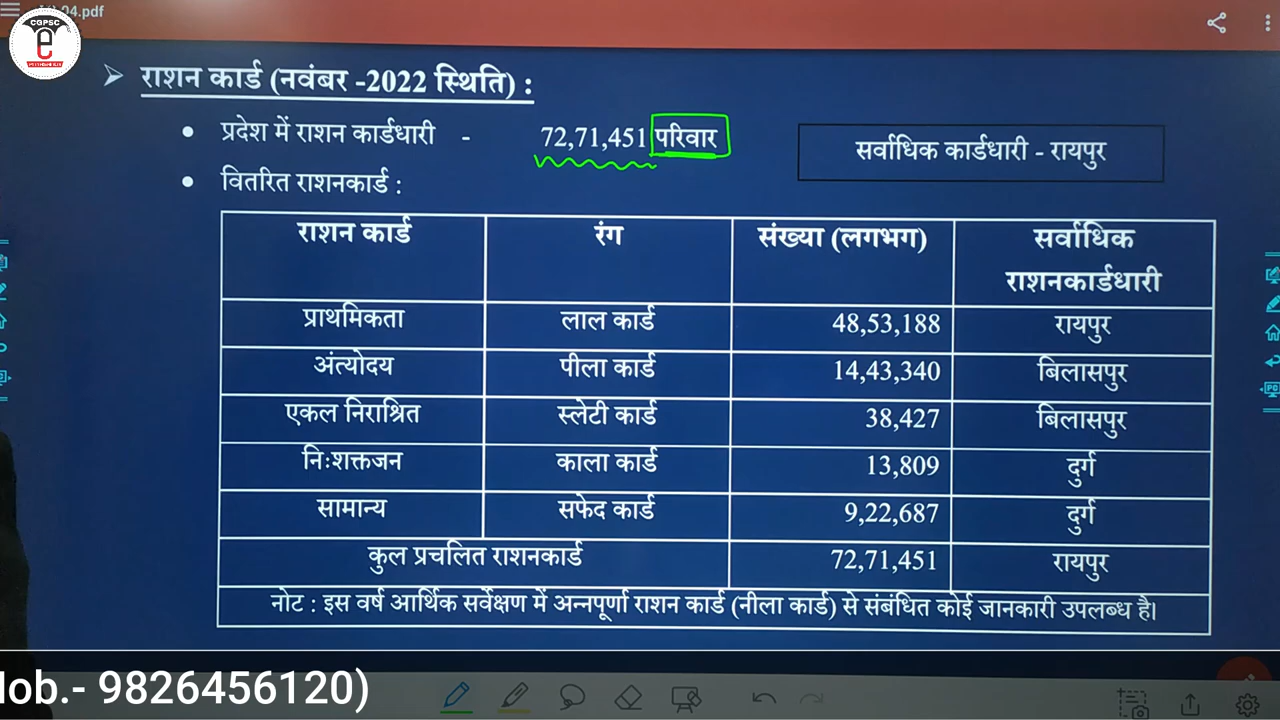 04.pdf
CGPSC
राशन कार्ड (नवंबर -2022 स्थिति) :
प्रदेश में राशन कार्डधारी - 72,71,451 परिवार
सर्वाधिक कार्डधारी - रायपुर
वितरित राशनकार्ड :
राशन कार्ड रंग संख्या (लगभग) सर्वाधिक राशनकार्डधारी
प्राथमिकता लाल कार्ड 48,53,188 रायपुर
अंत्योदय पीला कार्ड 14,43,340 बिलासपुर
एकल निराश्रित स्लेटी कार्ड 38,427 बिलासपुर
निःशक्तजन काला कार्ड 13,809 दुर्ग
सामान्य सफेद कार्ड 9,22,687 दुर्ग
कुल प्रचलित राशनकार्ड 72,71,451 रायपुर
नोट : इस वर्ष आर्थिक सर्वेक्षण में अन्नपूर्णा राशन कार्ड (नीला कार्ड) से संबंधित कोई जानकारी उपलब्ध है।
ob.- 9826456120)